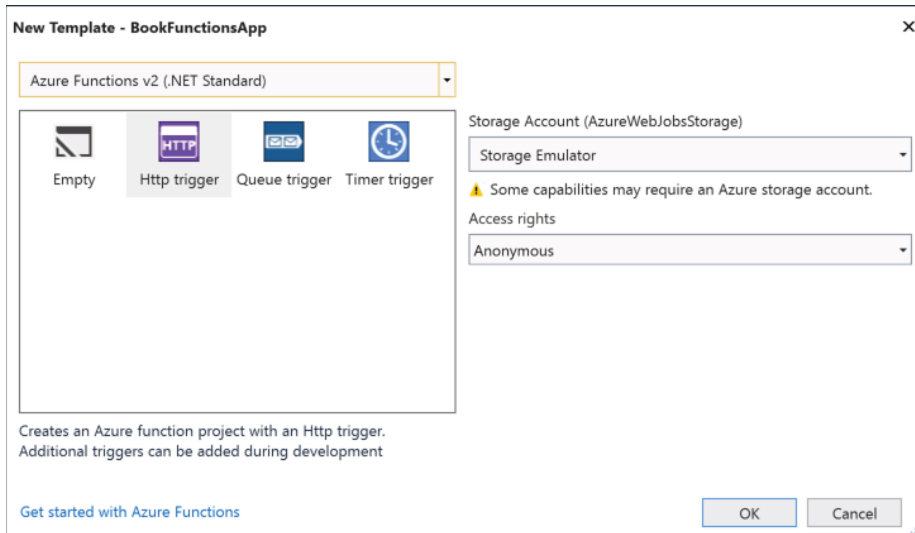 New Template - BookFunctionsApp
Azure Functions v2 (.NET Standard)
HTTP
Empty
Http trigger
Queue trigger
Timer trigger
Storage Account (AzureWebJobsStorage)
Storage Emulator
Some capabilities may require an Azure storage account.
Access rights
Anonymous
Creates an Azure function project with an Http trigger.
Additional triggers can be added during development
Get started with Azure Functions
OK
Cancel